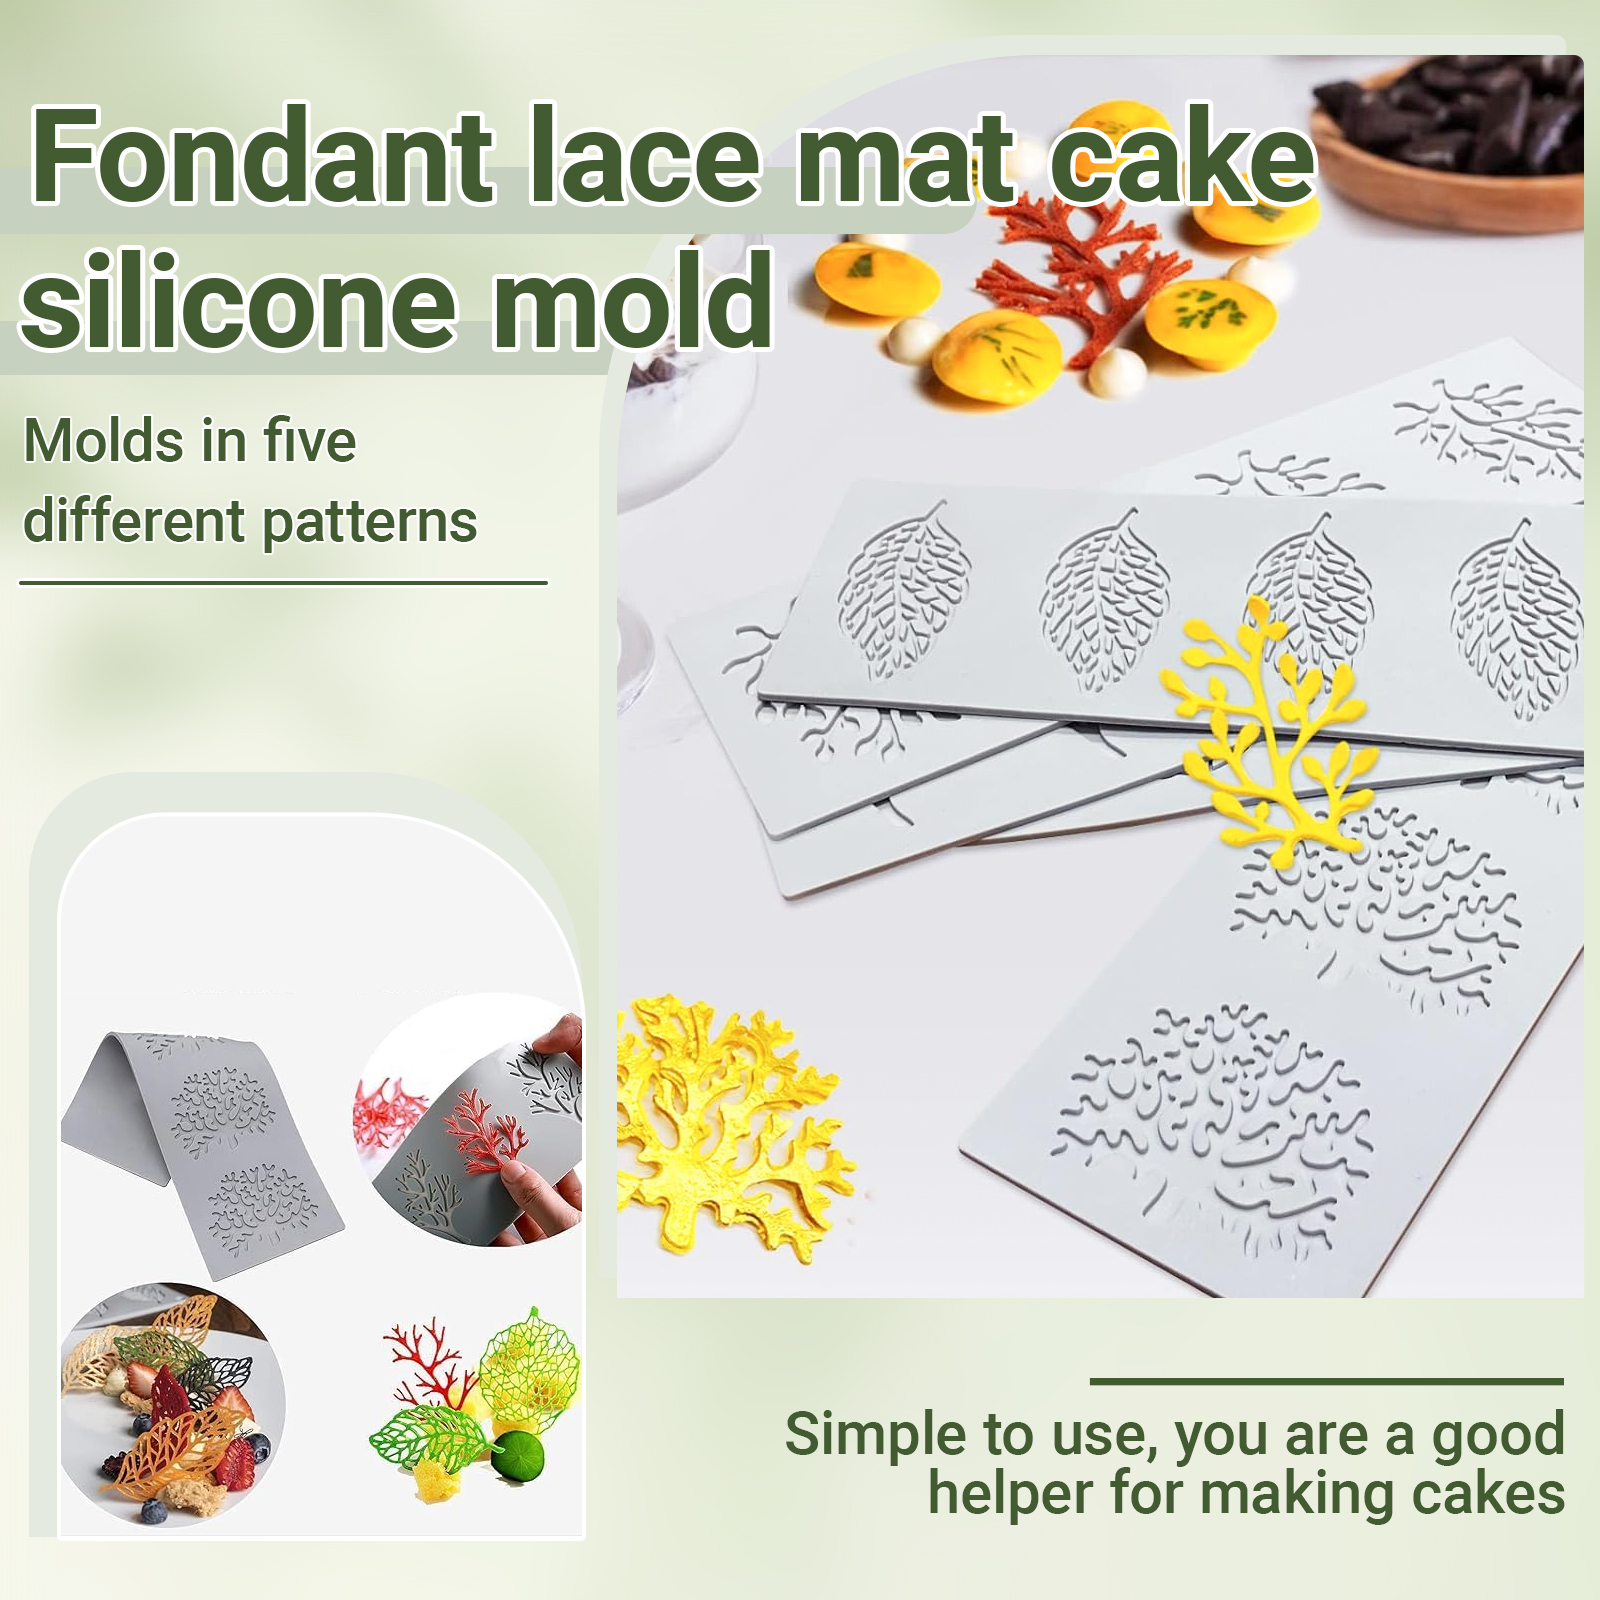 Fondant lace mat cake
silicone mold
Molds in five
different patterns
Simple to use, you are a good
helper for making cakes